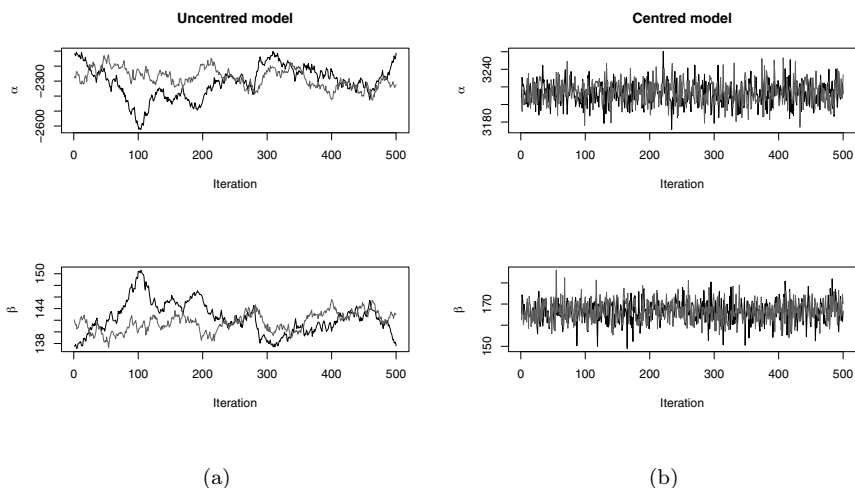 Uncentred model
Centred model
α
-2600
-2300
0 100 200 300 400 500
Iteration
α
3180
3240
0 100 200 300 400 500
Iteration
β
138
144
150
0 100 200 300 400 500
Iteration
β
150
170
0 100 200 300 400 500
Iteration
(a)
(b)